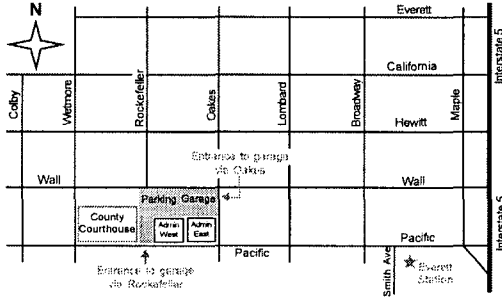 N
Everett
California
Interstate 5
Colby
Wetmore
Rockefeller
Oakes
Lombard
Broadway
Maple
Hewitt
Entrance to garage
via Oakes
Wall
Wall
Parking Garage
County
Courthouse
Admin
West
Admin
East
Pacific
Pacific
Interstate 5
Entrance to garage
via Rockefeller
Smith Ave
Everett
Station